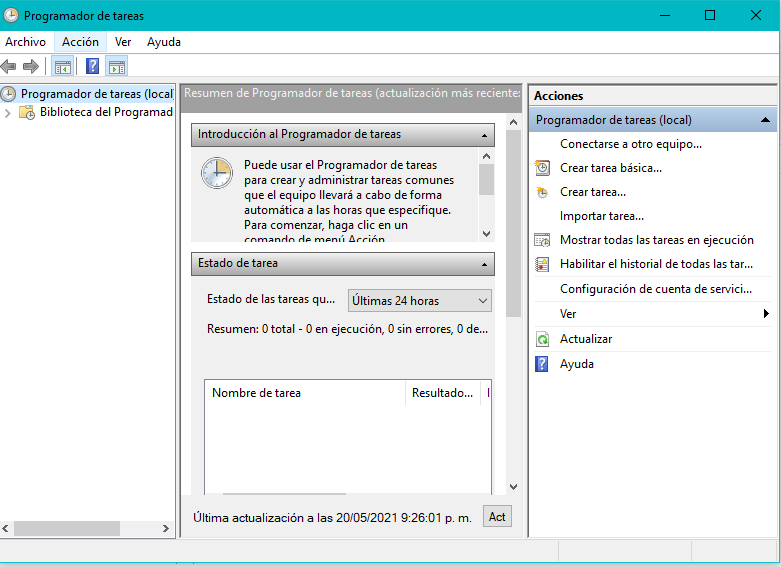 Programador de tareas
Archivo Acción Ver Ayuda
Programador de tareas (local
Biblioteca del Programad
Resumen de Programador de tareas (actualización más reciente:
Introducción al Programador de tareas
Puede usar el Programador de tareas
para crear y administrar tareas comunes
que el equipo llevará a cabo de forma
automática a las horas que especifique.
Para comenzar, haga clic en un
comando de menú Acción
Estado de tarea
Estado de las tareas qu... Últimas 24 horas
Resumen: 0 total - 0 en ejecución, 0 sin errores, 0 de...
Nombre de tarea Resultado...
Última actualización a las 20/05/2021 9:26:01 p. m. Act
Acciones
Programador de tareas (local)
Conectarse a otro equipo...
Crear tarea básica...
Crear tarea...
Importar tarea...
Mostrar todas las tareas en ejecución
Habilitar el historial de todas las tar...
Configuración de cuenta de servici...
Ver
Actualizar
Ayuda